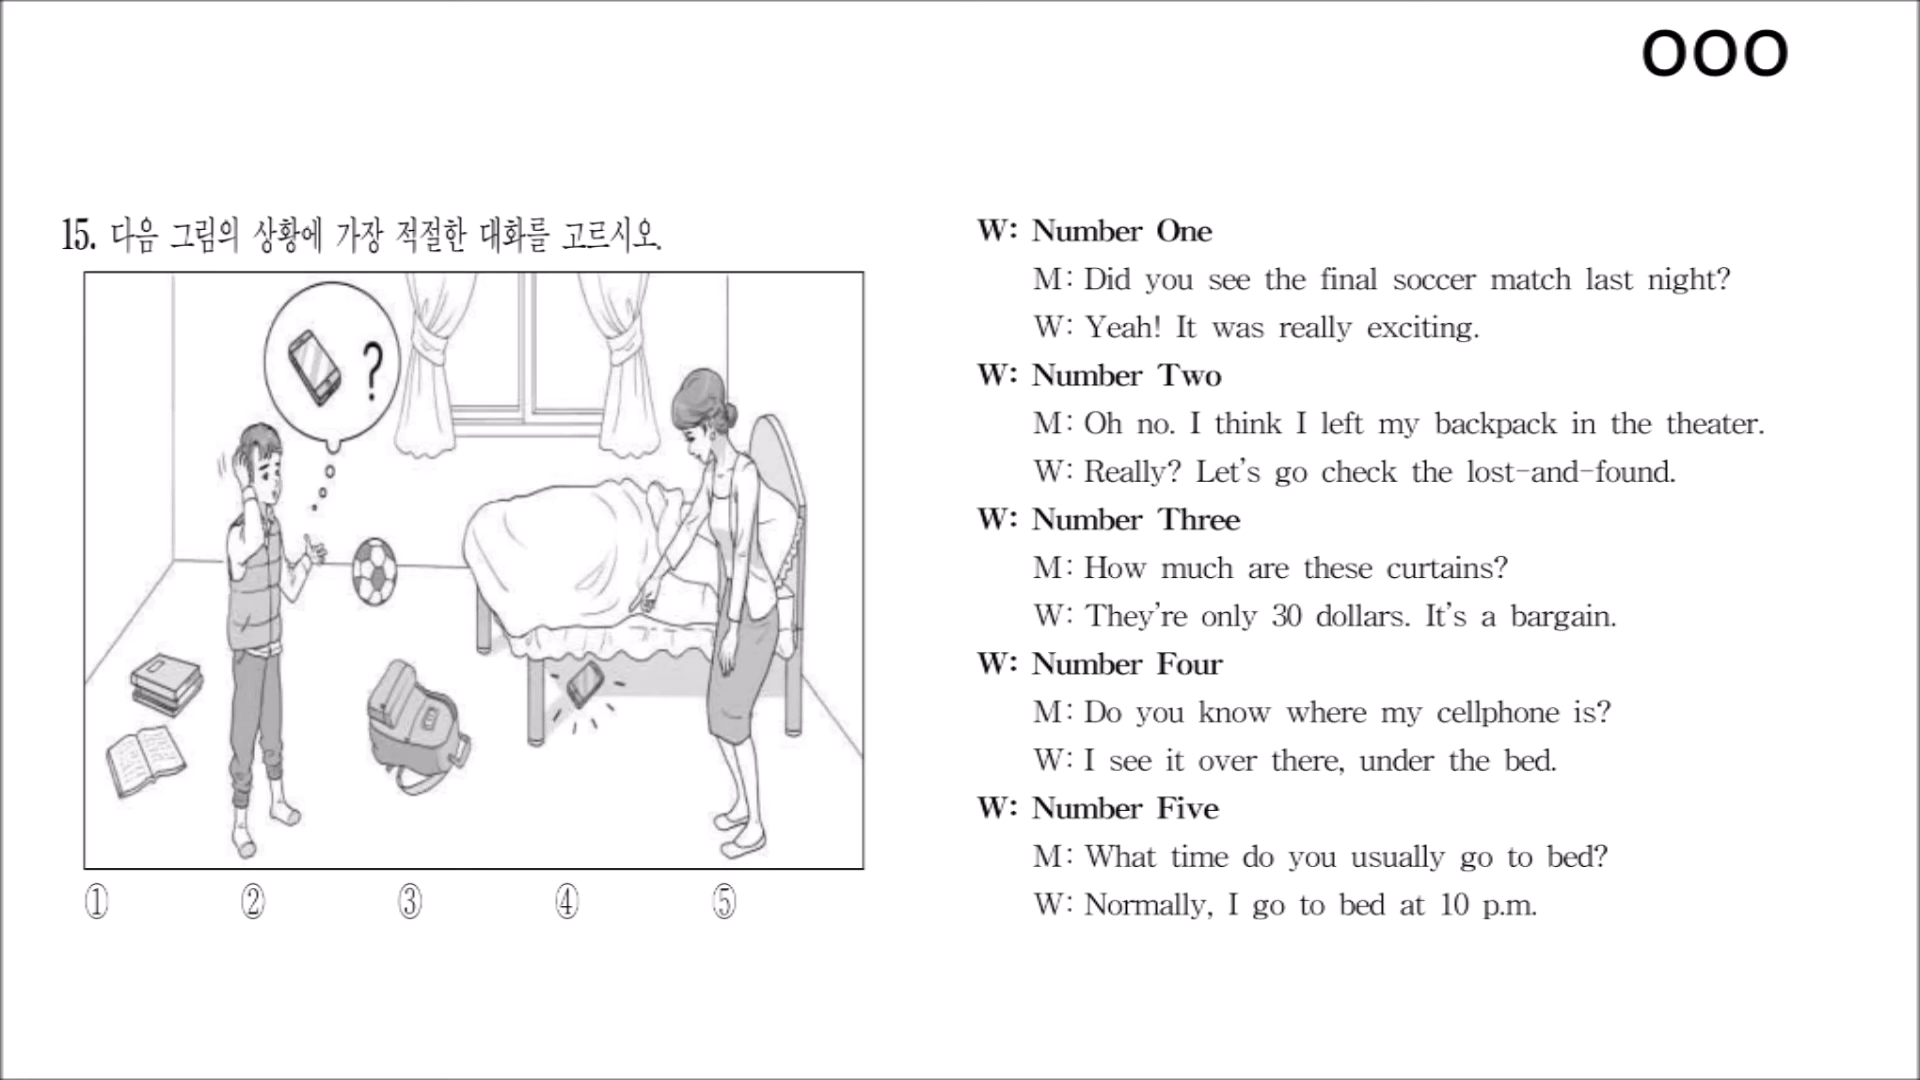 OOO
15. 다음 그림의 상황에 가장 적절한 대화를 고르시오.
?
① ② ③ ④ ⑤
W: Number One
M: Did you see the final soccer match last night?
W: Yeah! It was really exciting.
W: Number Two
M: Oh no. I think I left my backpack in the theater.
W: Really? Let's go check the lost-and-found.
W: Number Three
M: How much are these curtains?
W: They're only 30 dollars. It's a bargain.
W: Number Four
M: Do you know where my cellphone is?
W: I see it over there, under the bed.
W: Number Five
M: What time do you usually go to bed?
W: Normally, I go to bed at 10 p.m.